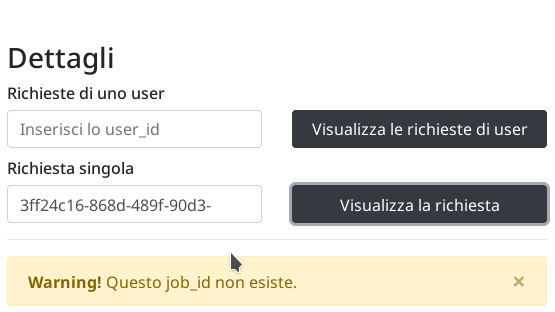 Dettagli
Richieste di uno user
Inserisci lo user_id
Visualizza le richieste di user
Richiesta singola
3ff24c16-868d-489f-90d3-
Visualizza la richiesta
Warning! Questo job_id non esiste.
×